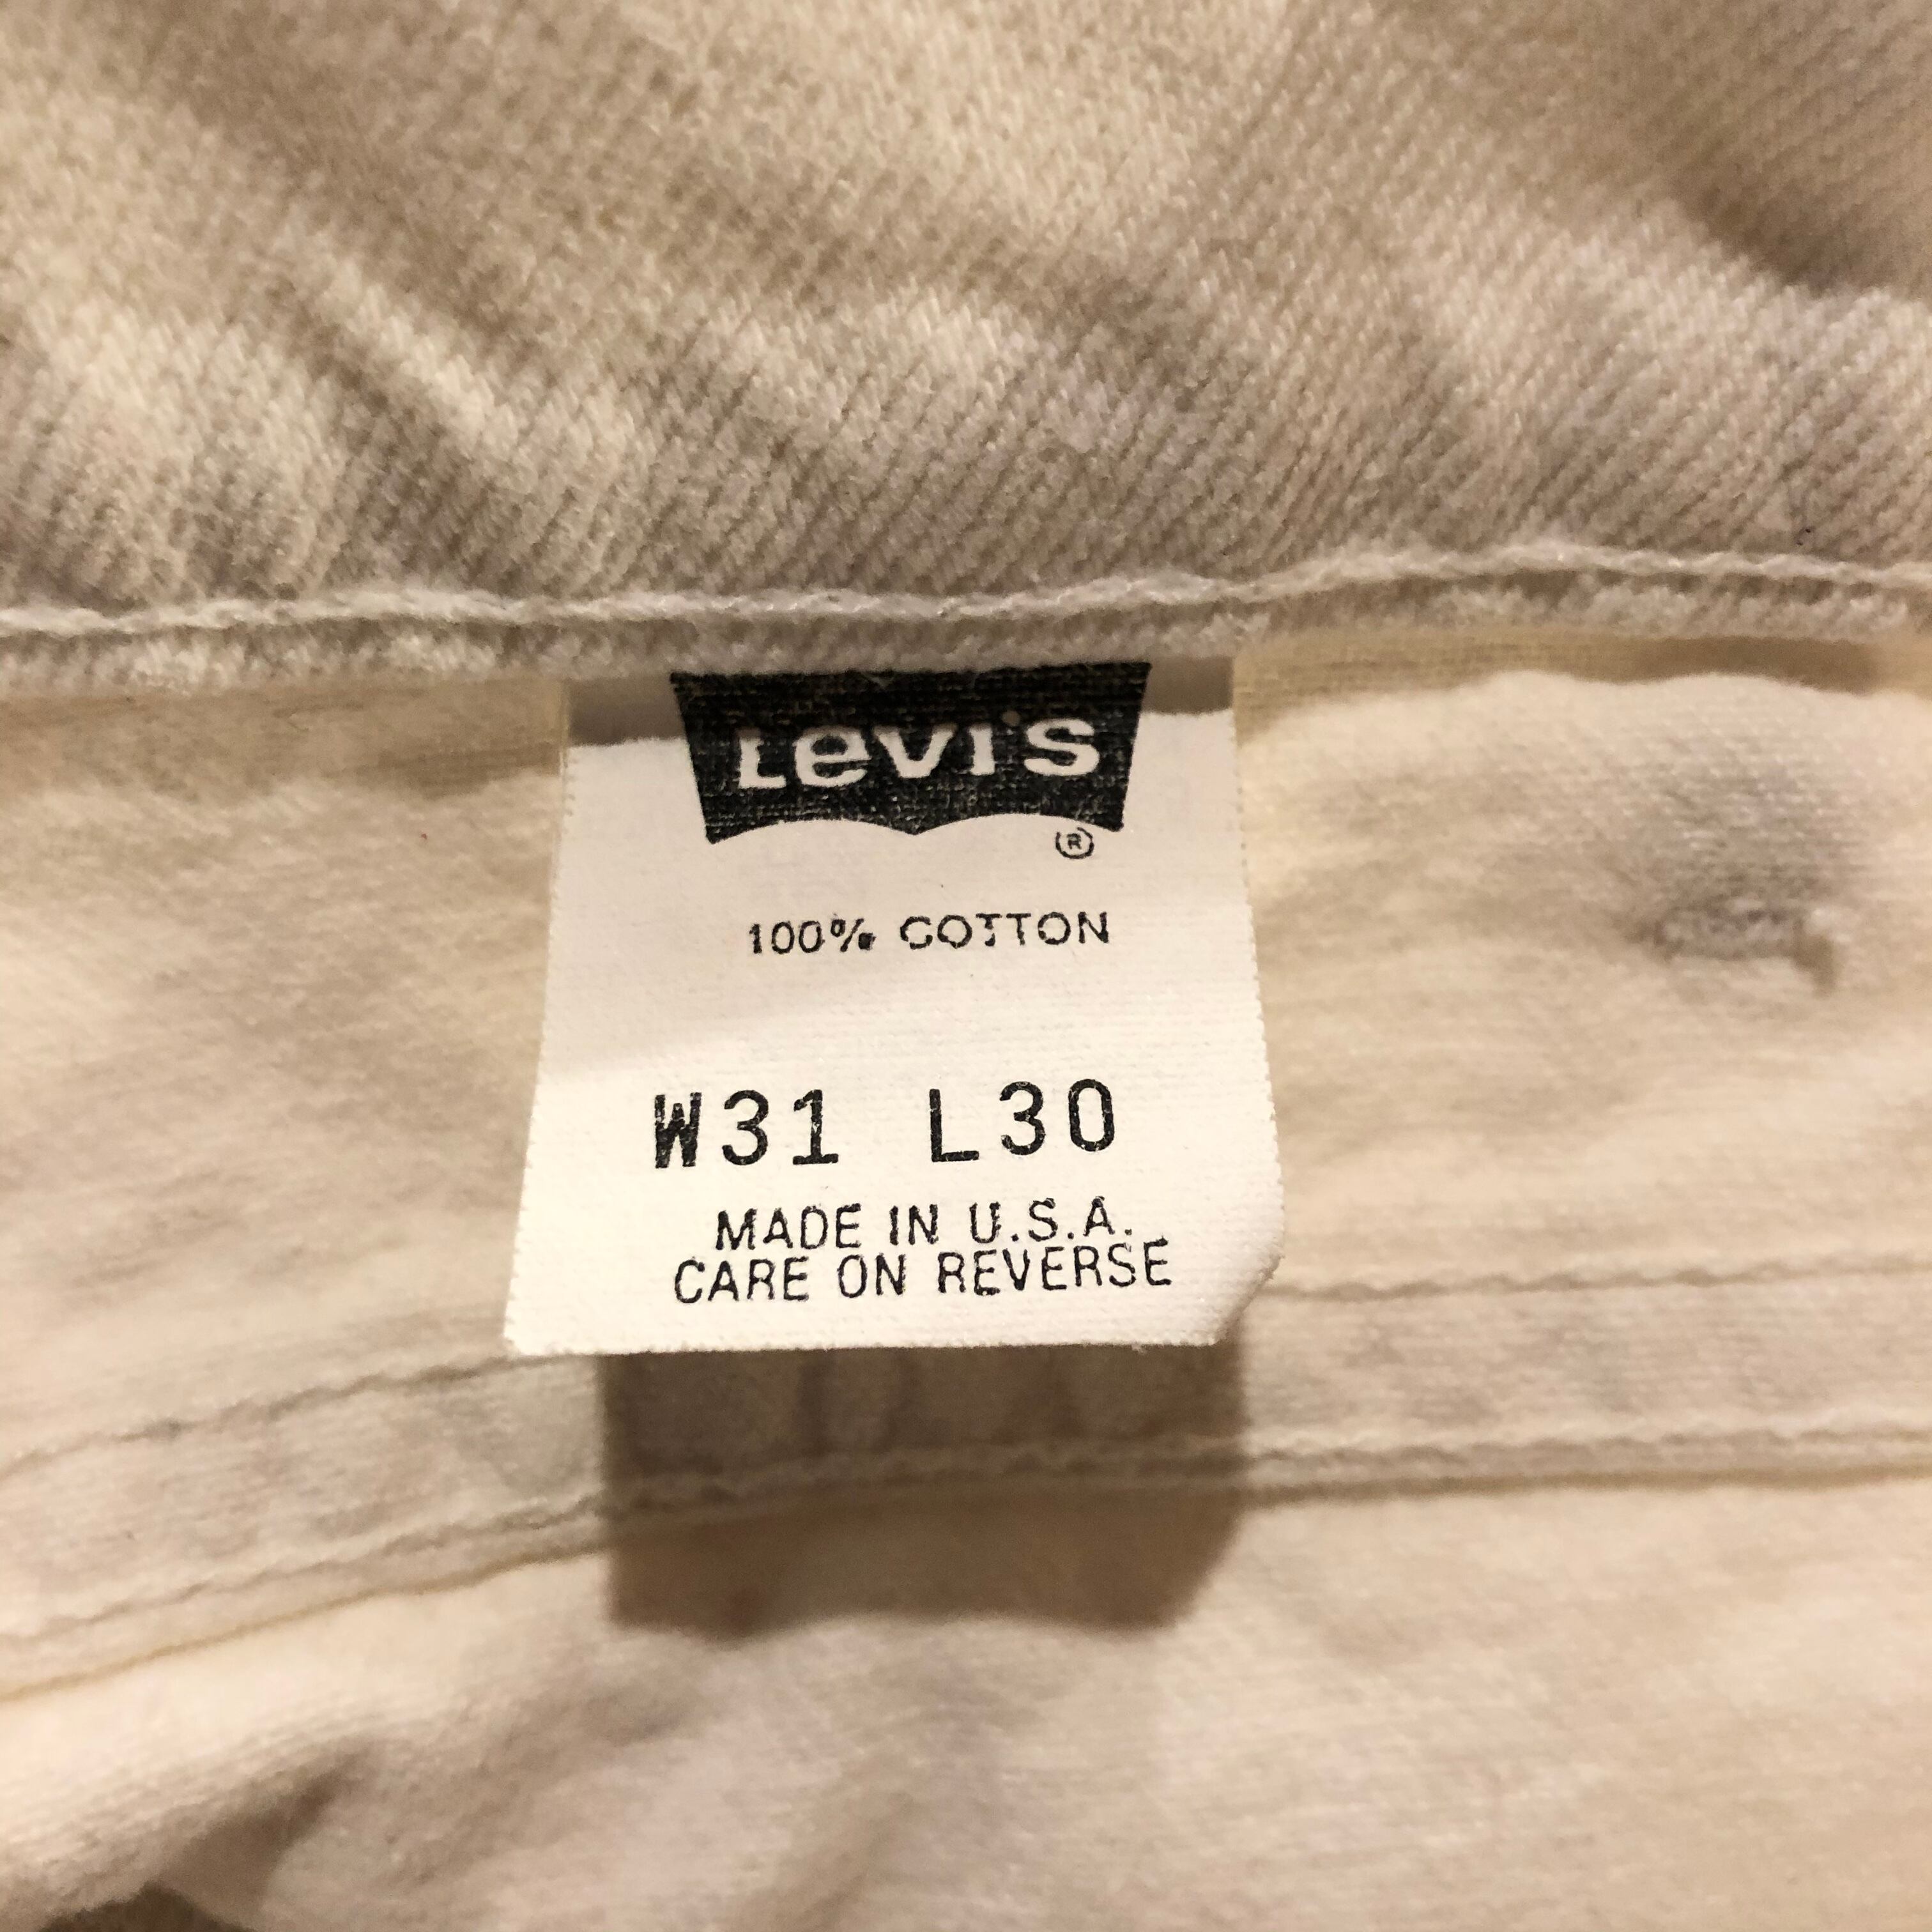 Levi's
®
100% COTTON
W31 L30
MADE IN U.S.A.
CARE ON REVERSE